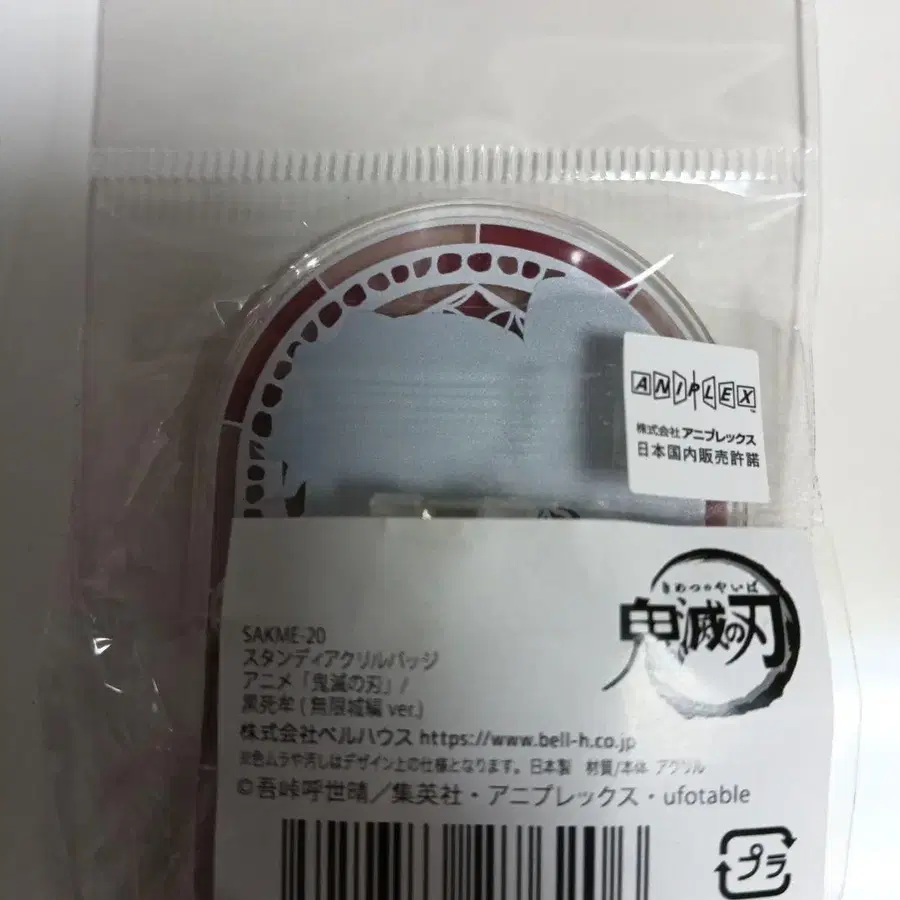 ANIPLEX
株式会社アニプレックス
日本国内販売許諾
きめつのやいば
鬼滅の刃
SAKME-20
スタンディアクリルバッジ
アニメ「鬼滅の刃」/
黒死牟 ( 無限城編 ver.)
株式会社ベルハウス https://www.bell-h.co.jp
※色ムラや汚しはデザイン上の仕様となります。日本製 材質/本体 アクリル
©吾峠呼世晴／集英社・アニプレックス・ufotable
プラ